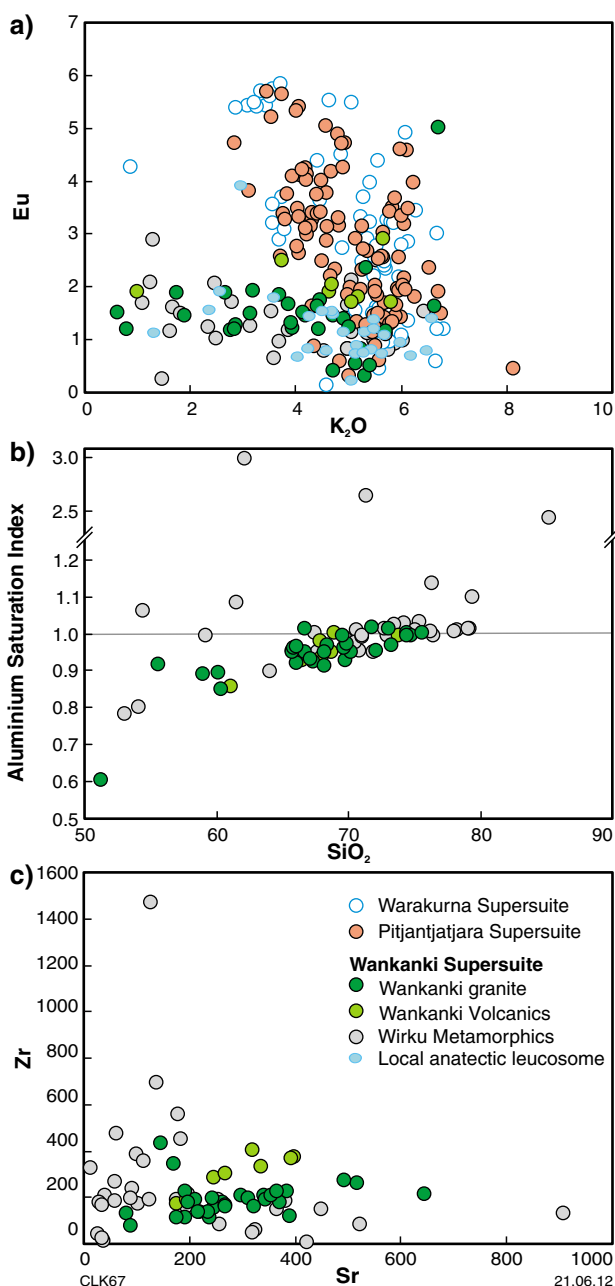 a)
7
6
5
4
3
2
1
0
Eu
0 2 4 6 8 10
K₂O
b)
3.0
2.5
1.2
1.1
1.0
0.9
0.8
0.7
0.6
0.5
Aluminium Saturation Index
50 60 70 80 90
SiO₂
c)
1600
1400
1200
1000
800
600
400
200
0
Zr
Warakurna Supersuite
Pitjantjatjara Supersuite
Wankanki Supersuite
Wankanki granite
Wankanki Volcanics
Wirku Metamorphics
Local anatectic leucosome
0 200 400 600 800 1000
Sr
CLK67
21.06.12